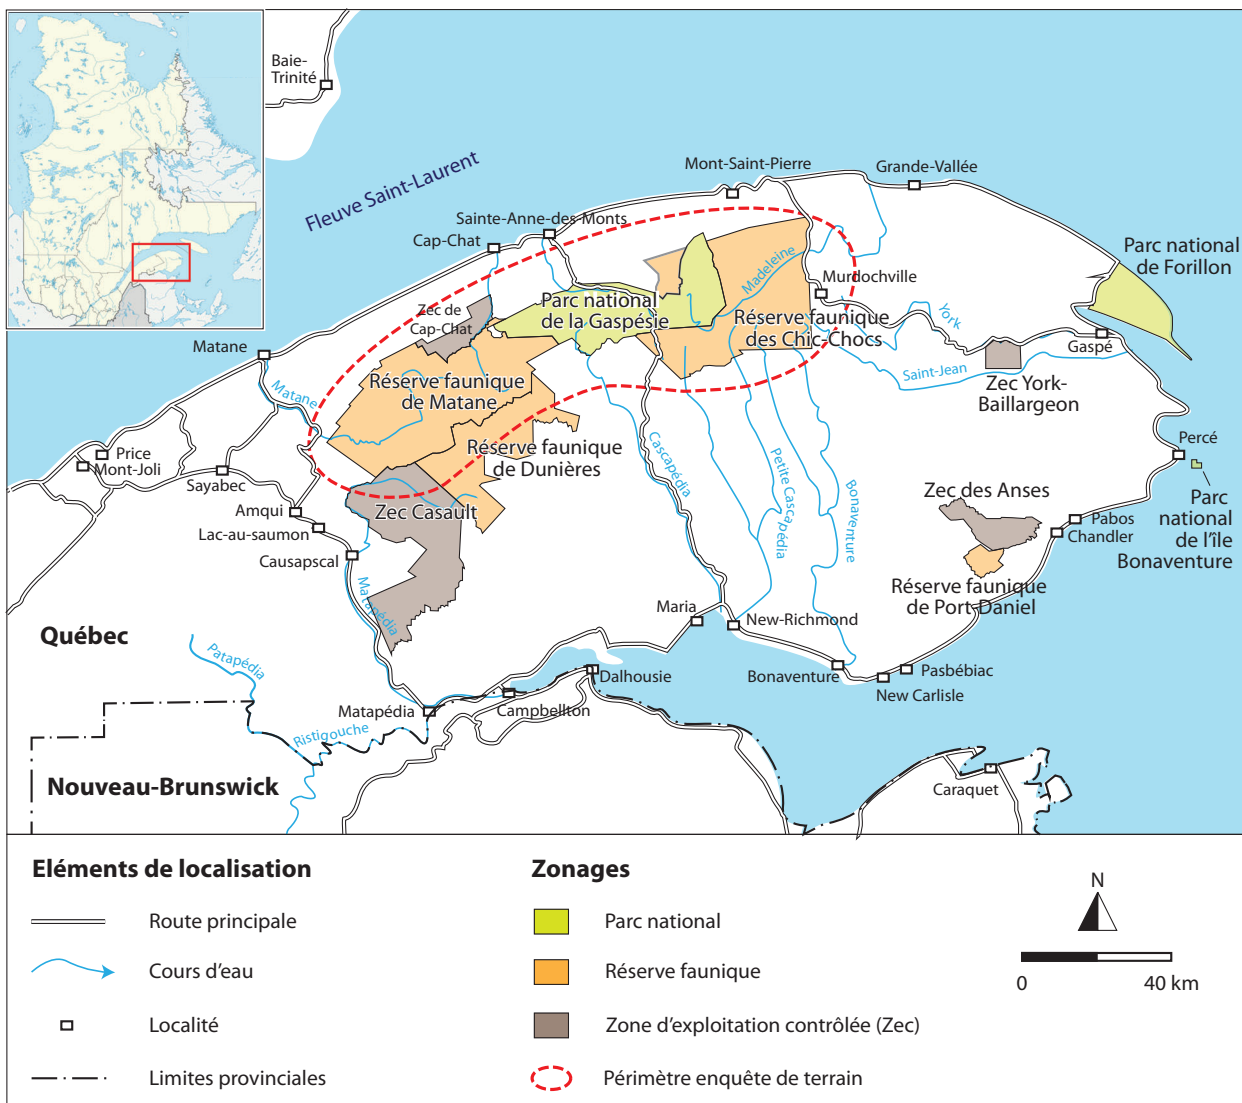 Baie-
Trinité
Fleuve Saint-Laurent
Mont-Saint-Pierre
Grande-Vallée
Sainte-Anne-des-Monts
Cap-Chat
Parc national
de Forillon
Madeleine
Murdochville
Zec de
Cap-Chat
Parc national
de la Gaspésie
Réserve faunique
des Chic-Chocs
York
Gaspé
Matane
Matane
Réserve faunique
de Matane
Saint-Jean
Zec York-
Baillargeon
Réserve faunique
de Dunières
Price
Mont-Joli
Sayabec
Cascapédia
Petite Cascapédia
Bonaventure
Percé
Parc
national
de l'île
Bonaventure
Zec des Anses
Amqui
Lac-au-saumon
Causapscal
Zec Casault
Pabos
Chandler
Réserve faunique
de Port-Daniel
Matapédia
Maria
New-Richmond
Québec
Patapédia
Dalhousie
Bonaventure
Pasbébiac
New Carlisle
Matapédia
Campbellton
Ristigouche
Nouveau-Brunswick
Caraquet
Eléments de localisation
Route principale
Cours d'eau
Localité
Limites provinciales
Zonages
Parc national
Réserve faunique
Zone d'exploitation contrôlée (Zec)
Périmètre enquête de terrain
N
0 40 km